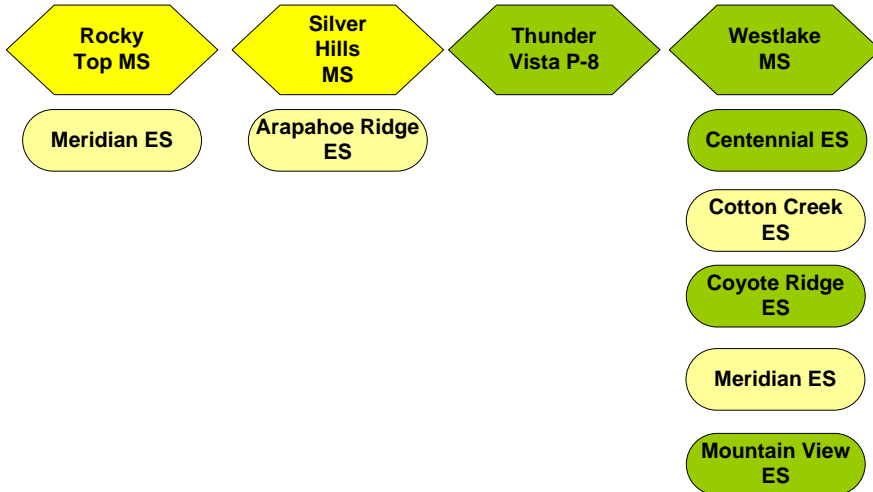 Rocky
Top MS
Silver
Hills
MS
Thunder
Vista P-8
Westlake
MS
Meridian ES
Arapahoe Ridge
ES
Centennial ES
Cotton Creek
ES
Coyote Ridge
ES
Meridian ES
Mountain View
ES